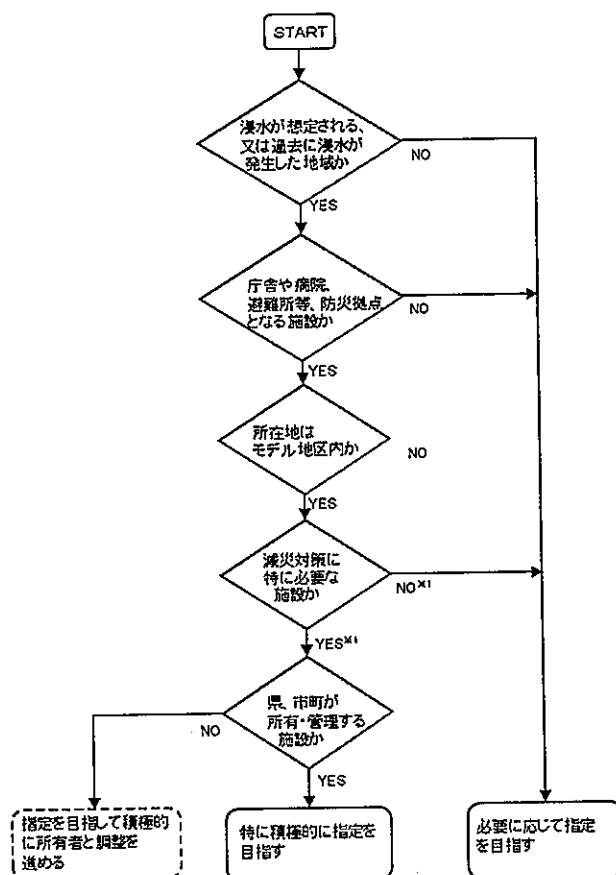 START
浸水が想定される、
又は過去に浸水が
発生した地域か
NO
YES
庁舎や病院、
避難所等、防災拠点
となる施設か
NO
YES
所在地は
モデル地区内か
NO
YES
減災対策に
特に必要な
施設か
NO※1
YES※1
県、市町が
所有・管理する
施設か
NO
YES
指定を目指して積極的
に所有者と調整を
進める
特に積極的に指定を
目指す
必要に応じて指定
を目指す